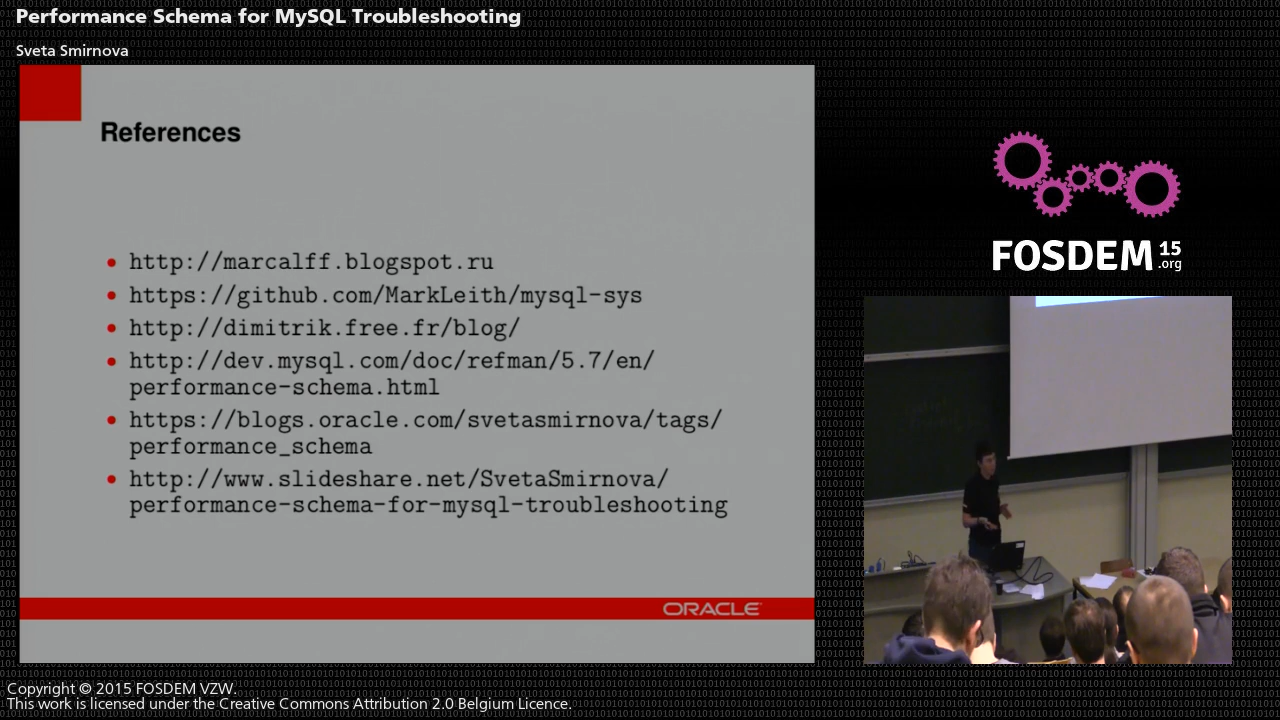 Performance Schema for MySQL Troubleshooting
Sveta Smirnova
References
http://marcalff.blogspot.ru
https://github.com/MarkLeith/mysql-sys
http://dimitrik.free.fr/blog/
http://dev.mysql.com/doc/refman/5.7/en/
performance-schema.html
https://blogs.oracle.com/svetasmirnova/tags/
performance_schema
http://www.slideshare.net/SvetaSmirnova/
performance-schema-for-mysql-troubleshooting
ORACLE
FOSDEM 15
.org
Copyright © 2015 FOSDEM VZW.
This work is licensed under the Creative Commons Attribution 2.0 Belgium Licence.